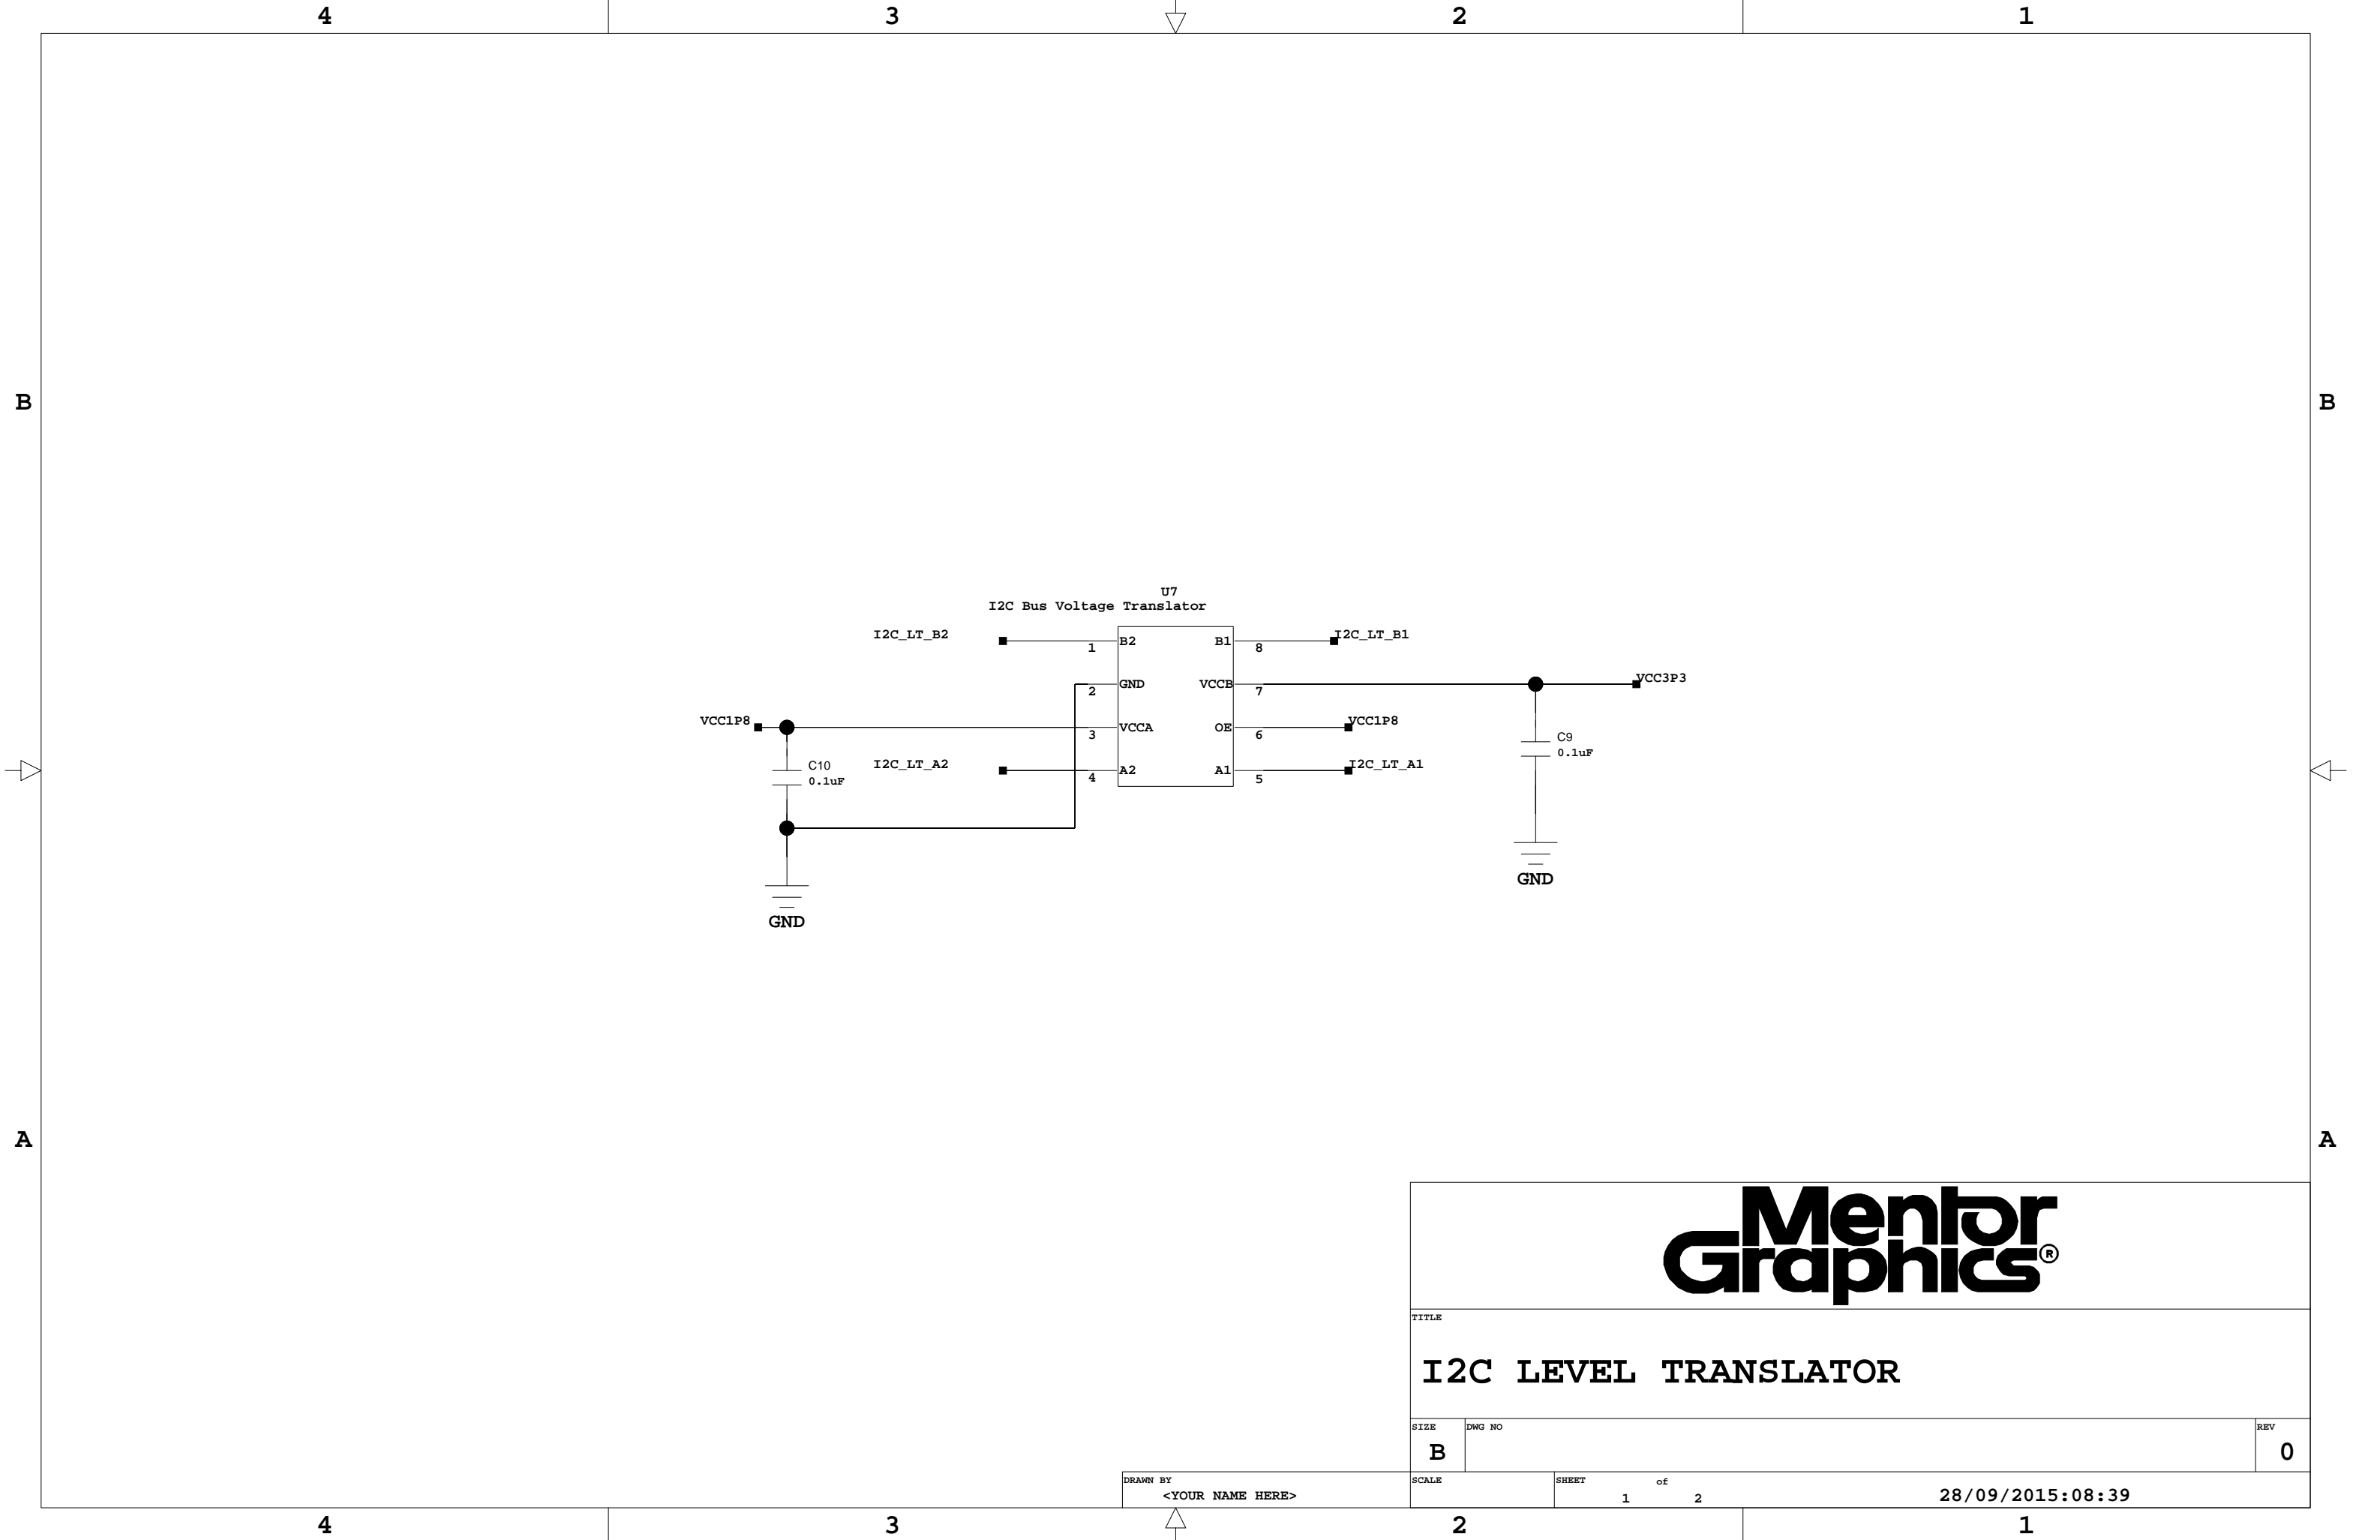 4 3 2 1
B B
U7
I2C Bus Voltage Translator
I2C_LT_B2 1 B2 B1 8 I2C_LT_B1
2 GND VCCB 7 VCC3P3
VCC1P8 3 VCCA OE 6 VCC1P8
C9
0.1uF
I2C_LT_A2 4 A2 A1 5 I2C_LT_A1
C10
0.1uF
GND
GND
A A
Mentor
Graphics®
TITLE
I2C LEVEL TRANSLATOR
SIZE DWG NO REV
B 0
DRAWN BY SCALE SHEET of
<YOUR NAME HERE> 1 2 28/09/2015:08:39
4 3 2 1